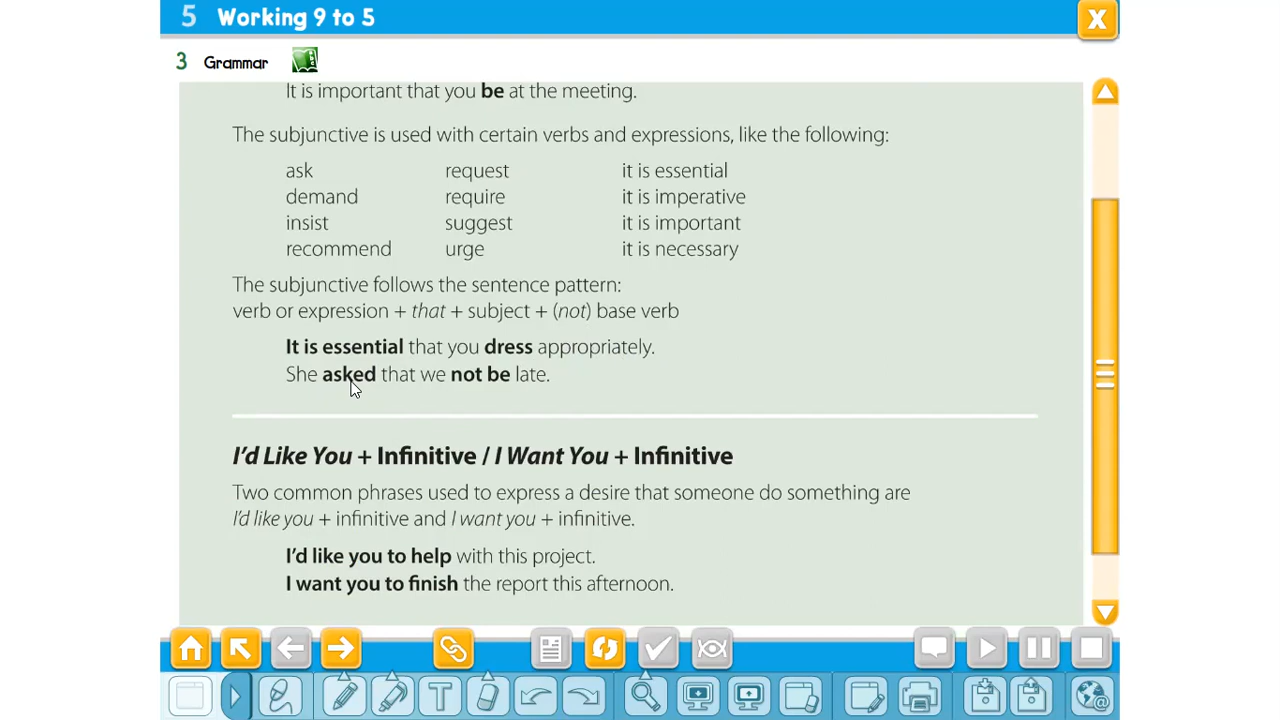 5 Working 9 to 5
X
3 Grammar
It is important that you be at the meeting.
The subjunctive is used with certain verbs and expressions, like the following:
ask request it is essential
demand require it is imperative
insist suggest it is important
recommend urge it is necessary
The subjunctive follows the sentence pattern:
verb or expression + that + subject + (not) base verb
It is essential that you dress appropriately.
She asked that we not be late.
I'd Like You + Infinitive / I Want You + Infinitive
Two common phrases used to express a desire that someone do something are
I'd like you + infinitive and I want you + infinitive.
I'd like you to help with this project.
I want you to finish the report this afternoon.
T